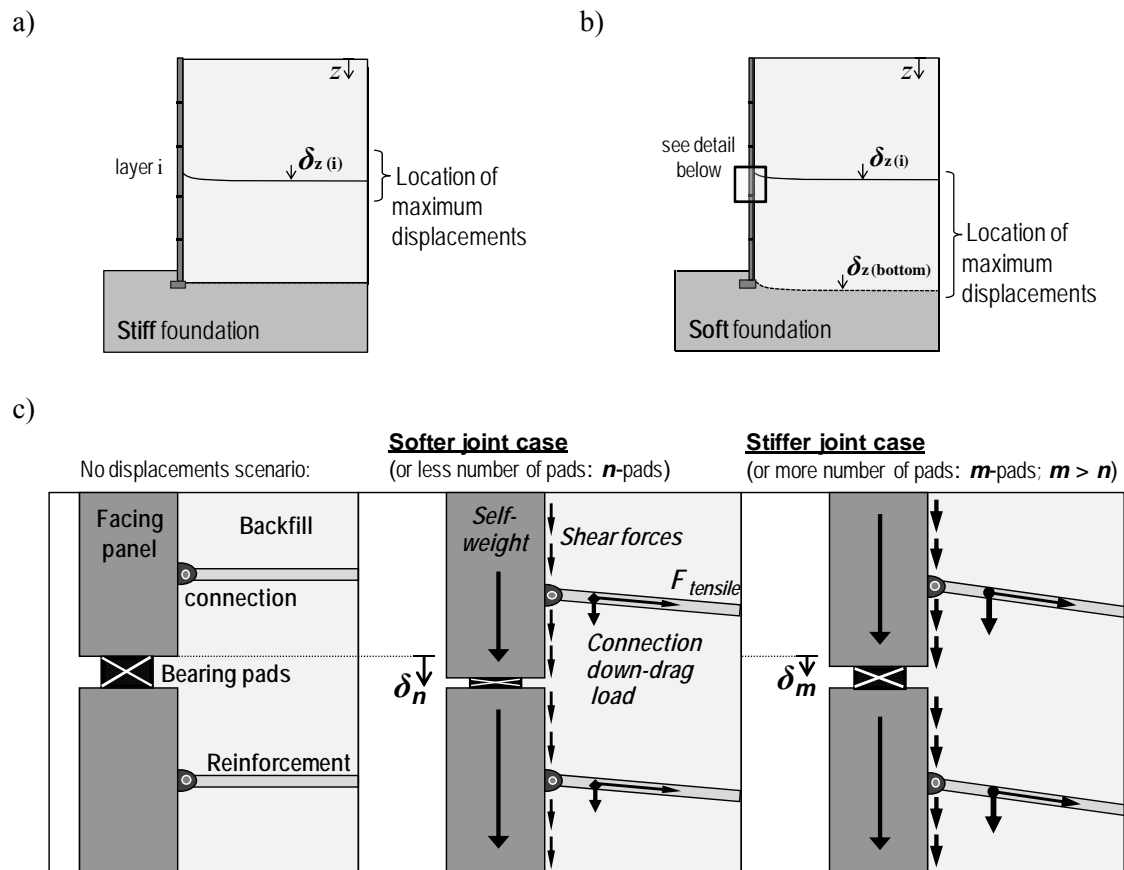 a)
z
layer i
δz (i)
Location of
maximum
displacements
Stiff foundation
b)
z
see detail
below
δz (i)
δz (bottom)
Location of
maximum
displacements
Soft foundation
c)
No displacements scenario:
Facing
panel
Backfill
connection
Bearing pads
Reinforcement
Softer joint case
(or less number of pads: n-pads)
Self-
weight
Shear forces
F tensile
Connection
down-drag
load
δn
Stiffer joint case
(or more number of pads: m-pads; m > n)
δm